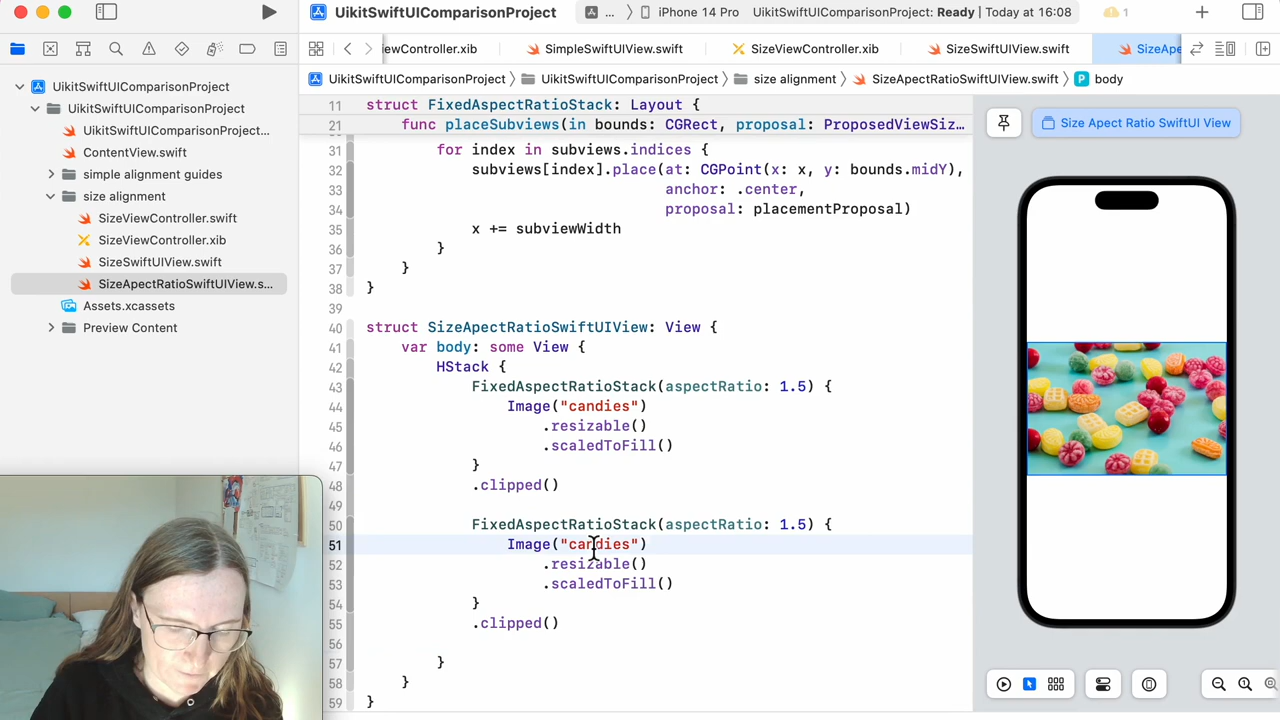 UikitSwiftUIComparisonProject
... 〉 iPhone 14 Pro
UikitSwiftUIComparisonProject: Ready | Today at 16:08
1
iewController.xib
SimpleSwiftUIView.swift
SizeViewController.xib
SizeSwiftUIView.swift
SizeApe
UikitSwiftUIComparisonProject 〉 UikitSwiftUIComparisonProject 〉 size alignment 〉 SizeApectRatioSwiftUIView.swift 〉 P body
UikitSwiftUIComparisonProject
UikitSwiftUIComparisonProject
UikitSwiftUIComparisonProject...
ContentView.swift
simple alignment guides
size alignment
SizeViewController.swift
SizeViewController.xib
SizeSwiftUIView.swift
SizeApectRatioSwiftUIView.s...
Assets.xcassets
Preview Content
11 struct FixedAspectRatioStack: Layout {
21 func placeSubviews(in bounds: CGRect, proposal: ProposedViewSiz…
31 for index in subviews.indices {
32 subviews[index].place(at: CGPoint(x: x, y: bounds.midY),
33 anchor: .center,
34 proposal: placementProposal)
35 x += subviewWidth
36 }
37 }
38 }
39
40 struct SizeApectRatioSwiftUIView: View {
41 var body: some View {
42 HStack {
43 FixedAspectRatioStack(aspectRatio: 1.5) {
44 Image("candies")
45 .resizable()
46 .scaledToFill()
47 }
48 .clipped()
49
50 FixedAspectRatioStack(aspectRatio: 1.5) {
51 Image("candies")
52 .resizable()
53 .scaledToFill()
54 }
55 .clipped()
56
57 }
58 }
59 }
Size Apect Ratio SwiftUI View